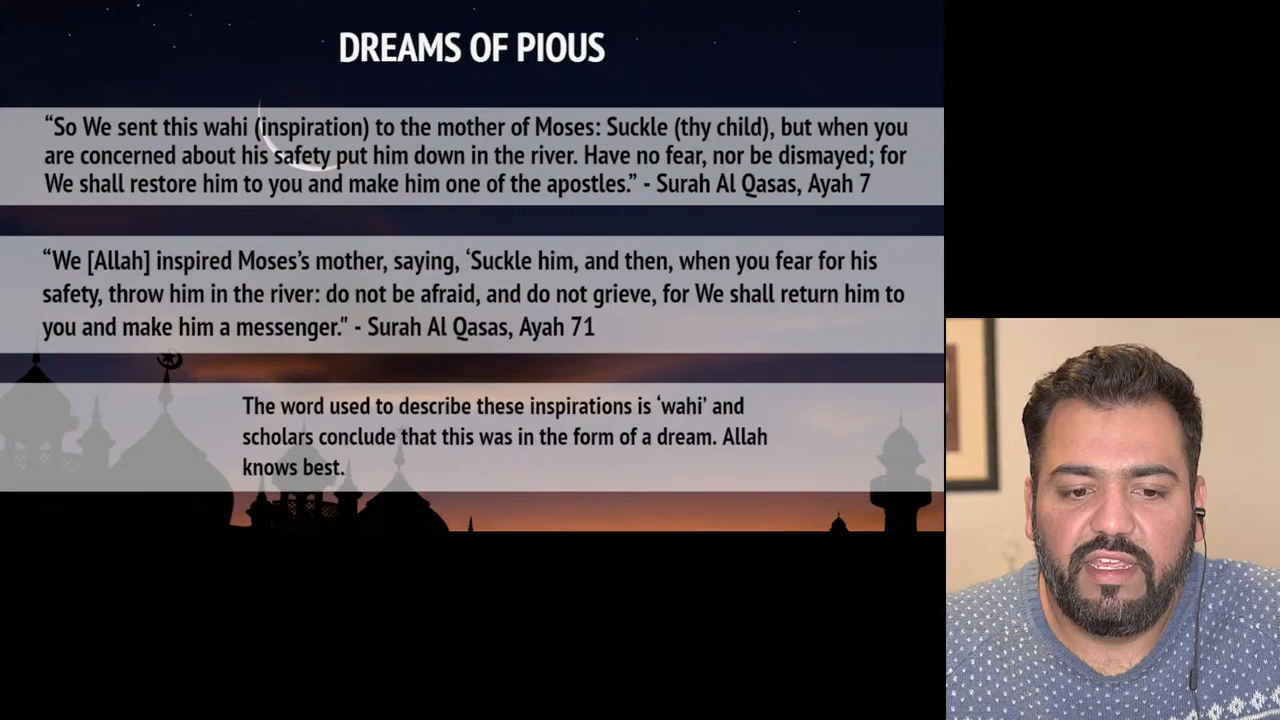 DREAMS OF PIOUS
“So We sent this wahi (inspiration) to the mother of Moses: Suckle (thy child), but when you
are concerned about his safety put him down in the river. Have no fear, nor be dismayed; for
We shall restore him to you and make him one of the apostles.” - Surah Al Qasas, Ayah 7
“We [Allah] inspired Moses’s mother, saying, ‘Suckle him, and then, when you fear for his
safety, throw him in the river: do not be afraid, and do not grieve, for We shall return him to
you and make him a messenger." - Surah Al Qasas, Ayah 71
The word used to describe these inspirations is ‘wahi’ and
scholars conclude that this was in the form of a dream. Allah
knows best.